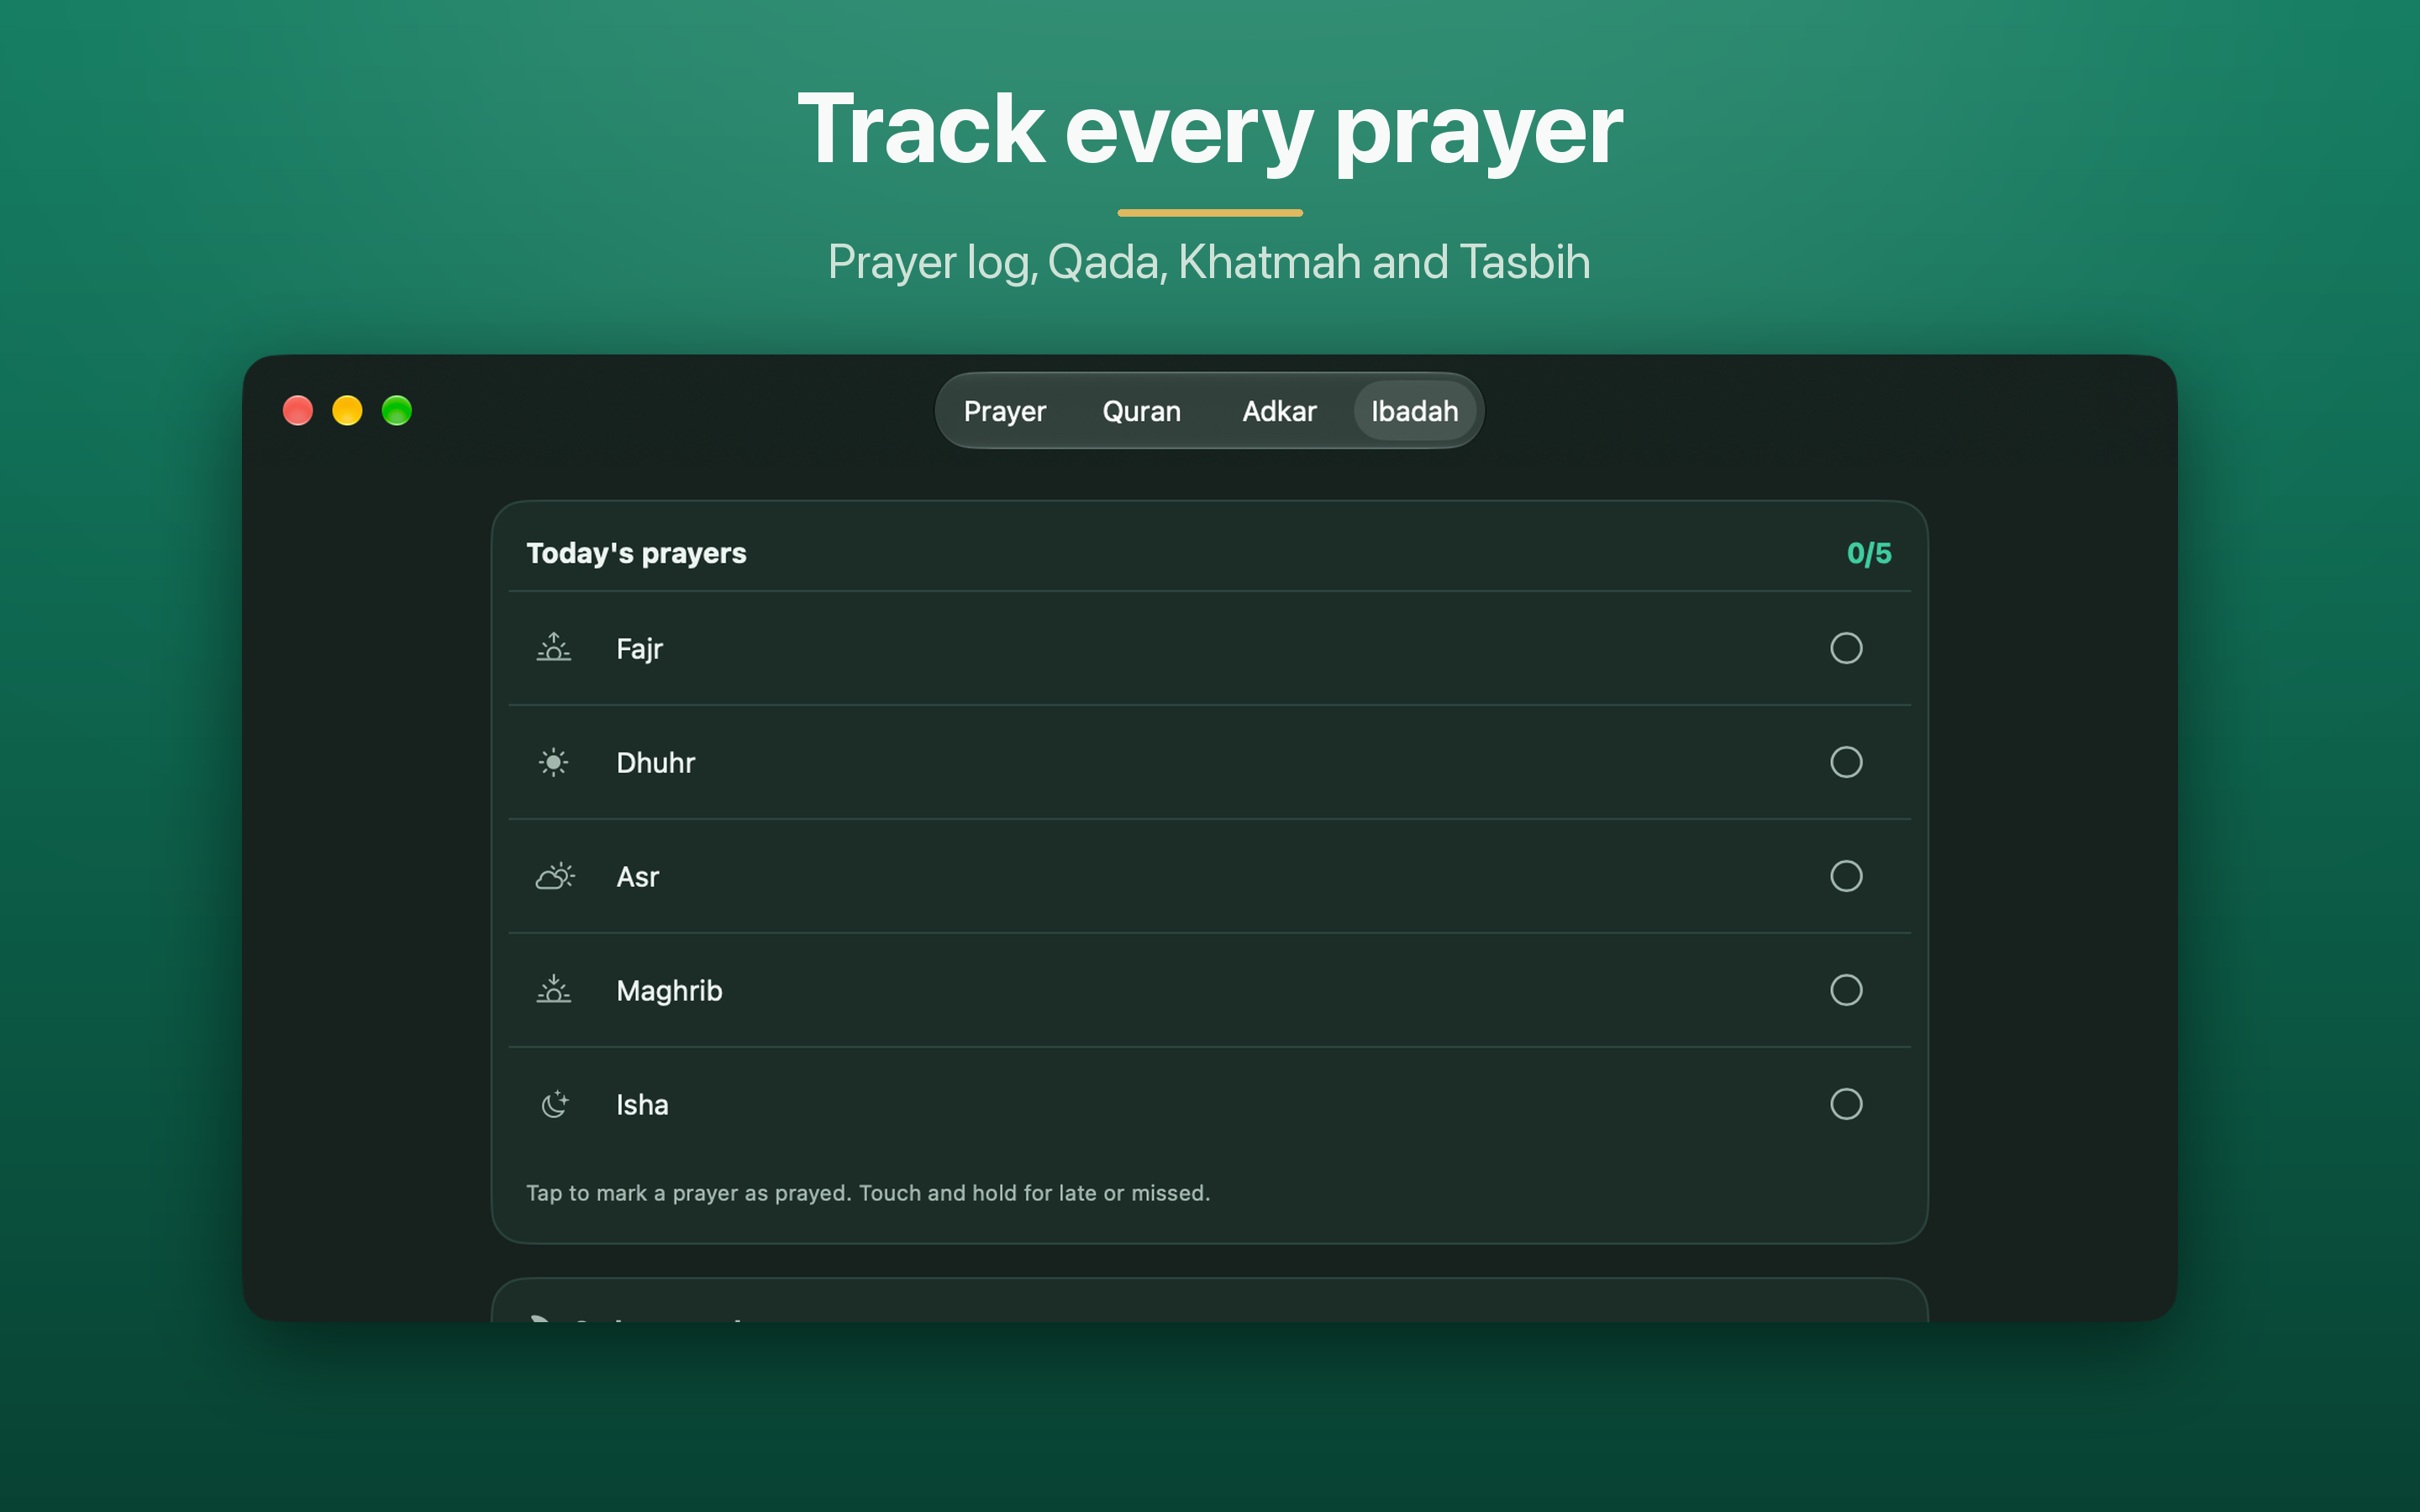 Track every prayer
Prayer log, Qada, Khatmah and Tasbih
Prayer Quran Adkar Ibadah
Today's prayers 0/5
Fajr
Dhuhr
Asr
Maghrib
Isha
Tap to mark a prayer as prayed. Touch and hold for late or missed.